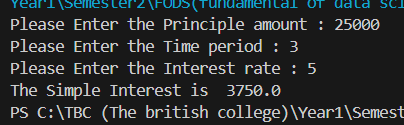 Year1\Semester2\FODS(fundamental of data sci
Please Enter the Principle amount : 25000
Please Enter the Time period : 3
Please Enter the Interest rate : 5
The Simple Interest is  3750.0
PS C:\TBC (The british college)\Year1\Semest